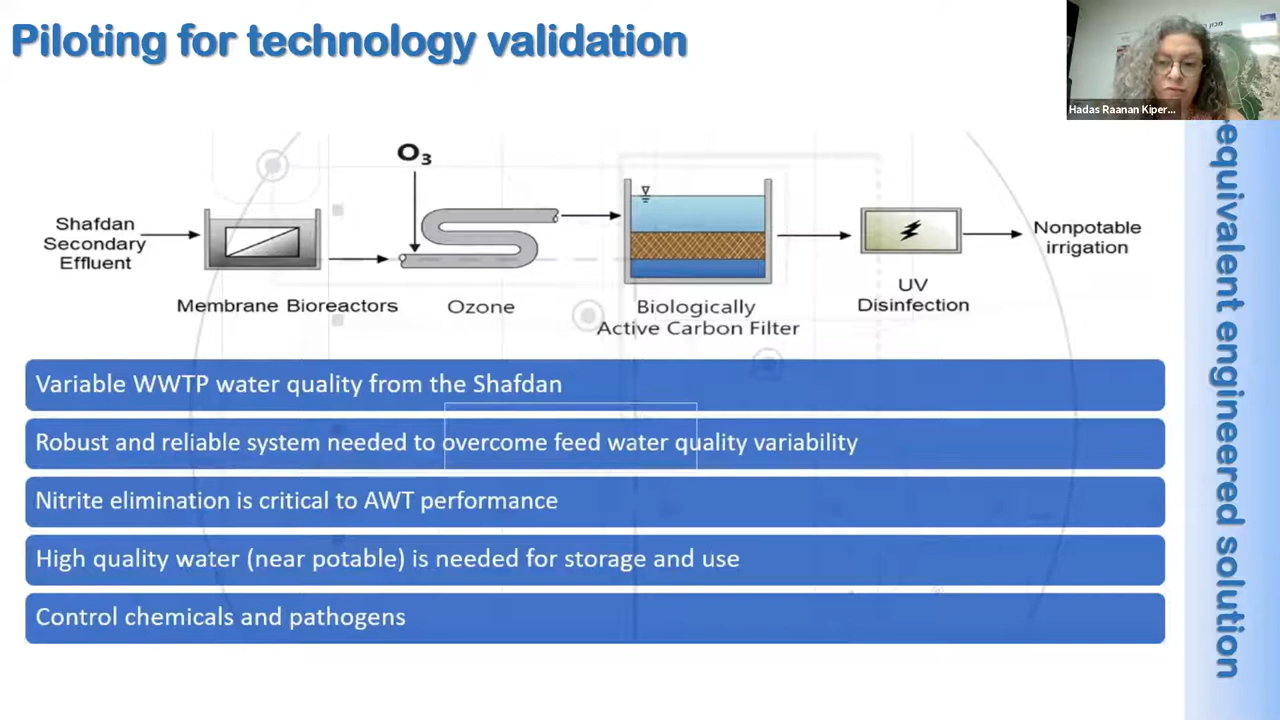 Piloting for technology validation
מכון
Hadas Raanan Kiper...
O₃
Shafdan
Secondary
Effluent
Nonpotable
irrigation
Membrane Bioreactors
Ozone
Biologically
Active Carbon Filter
UV
Disinfection
Variable WWTP water quality from the Shafdan
Robust and reliable system needed to overcome feed water quality variability
Nitrite elimination is critical to AWT performance
High quality water (near potable) is needed for storage and use
Control chemicals and pathogens
equivalent engineered solution